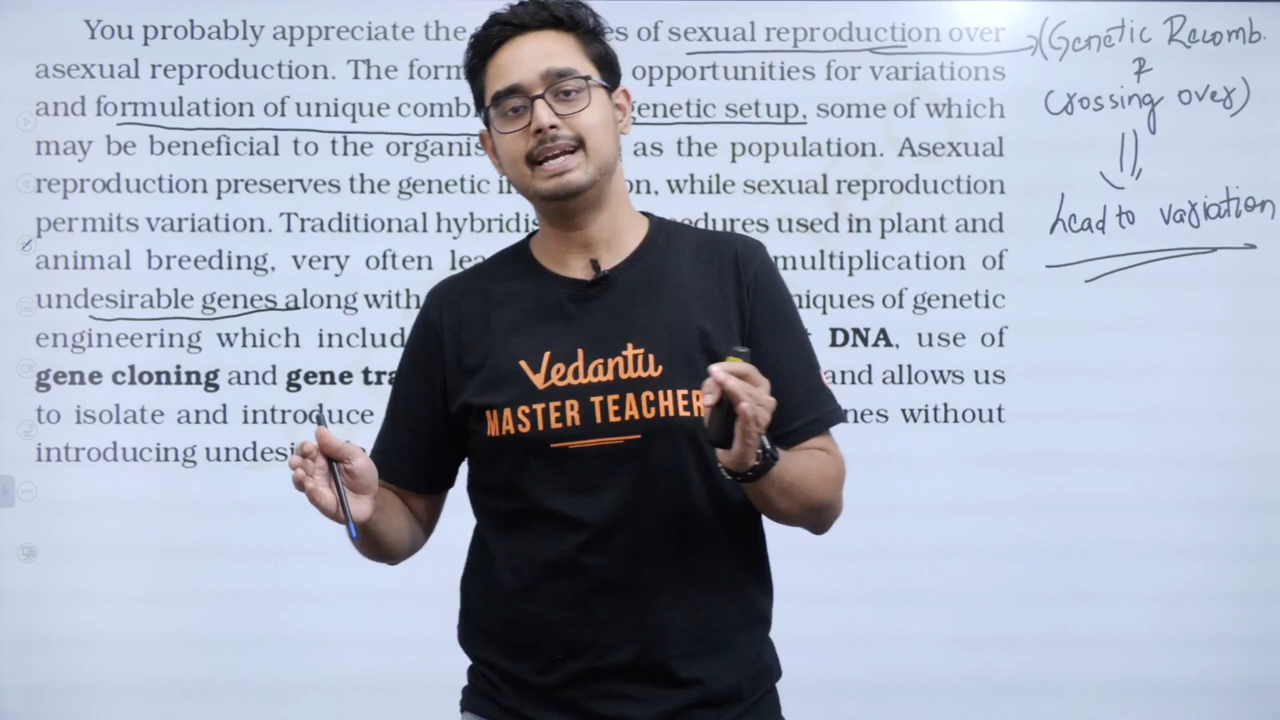 You probably appreciate the es of sexual reproduction over
asexual reproduction. The form opportunities for variations
and formulation of unique comb genetic setup, some of which
may be beneficial to the organis as the population. Asexual
reproduction preserves the genetic i on, while sexual reproduction
permits variation. Traditional hybridis edures used in plant and
animal breeding, very often lea multiplication of
undesirable genes along with niques of genetic
engineering which includ DNA, use of
gene cloning and gene tra and allows us
to isolate and introduce nes without
introducing undesi
(Genetic Recomb.
crossing over)
lead to variation
Vedantu
MASTER TEACHER